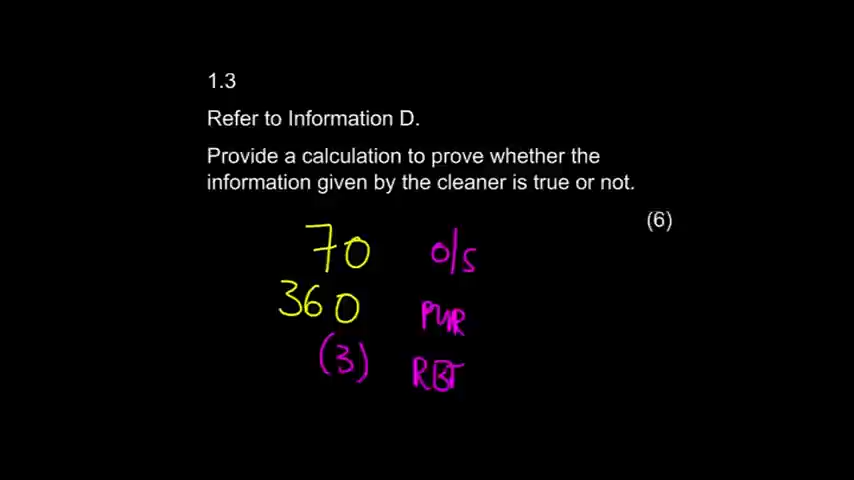 1.3
Refer to Information D.
Provide a calculation to prove whether the
information given by the cleaner is true or not.
(6)
70 o/s
360 PUR
(3) RET